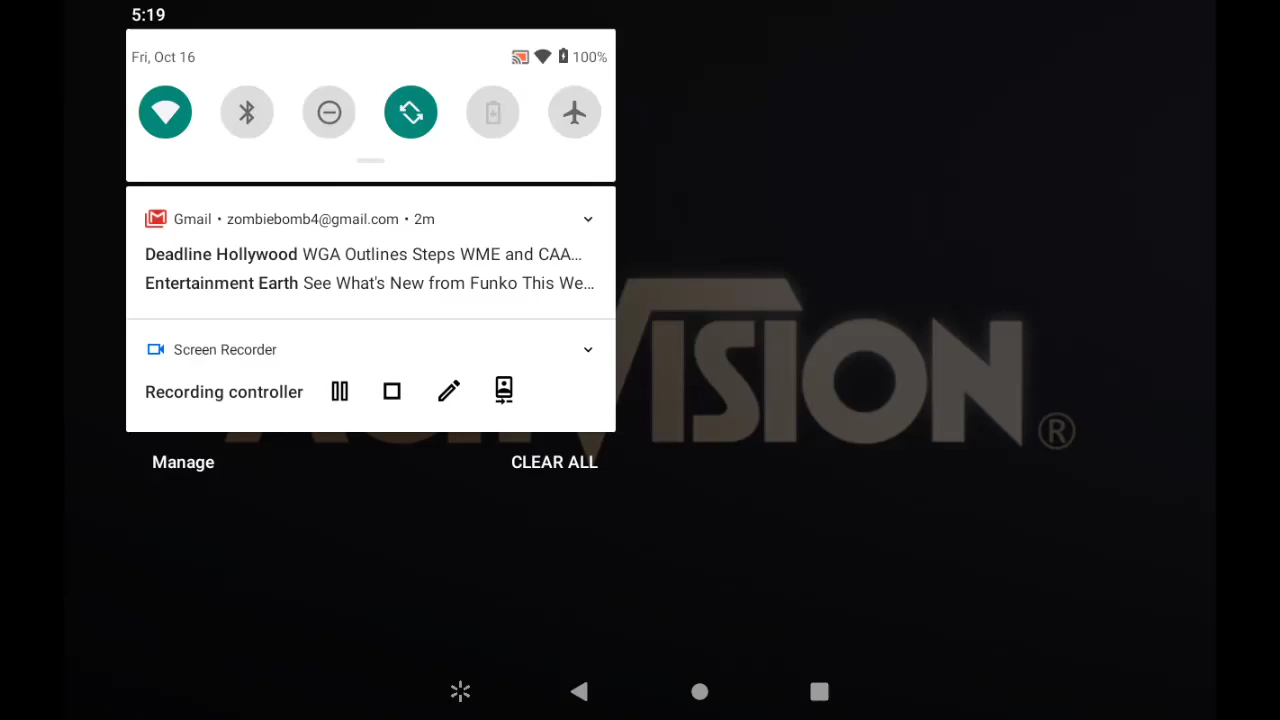 5:19
Fri, Oct 16
100%
Gmail • zombiebomb4@gmail.com • 2m
Deadline Hollywood WGA Outlines Steps WME and CAA...
Entertainment Earth See What's New from Funko This We...
Screen Recorder
Recording controller
Manage
CLEAR ALL
VISION®